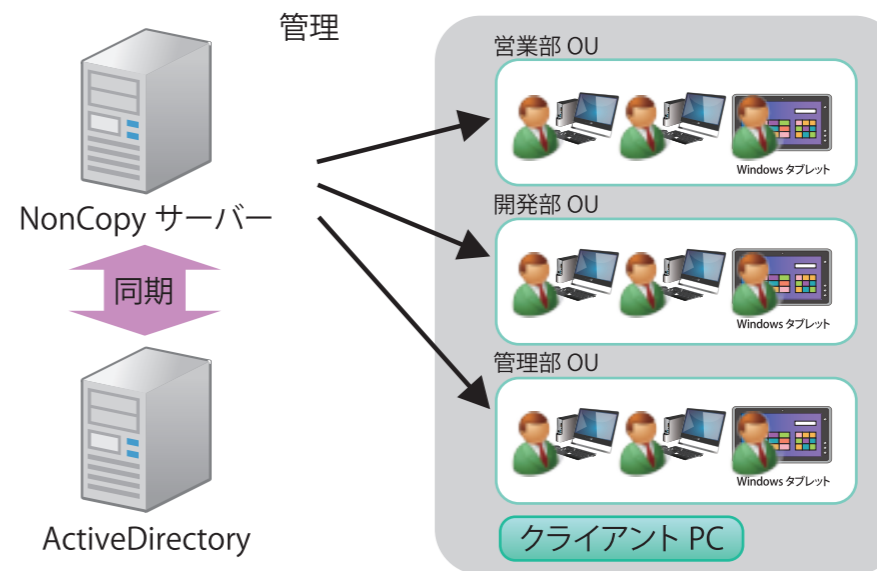 管理
NonCopy サーバー
同期
ActiveDirectory
営業部 OU
Windows タブレット
開発部 OU
Windows タブレット
管理部 OU
Windows タブレット
クライアント PC